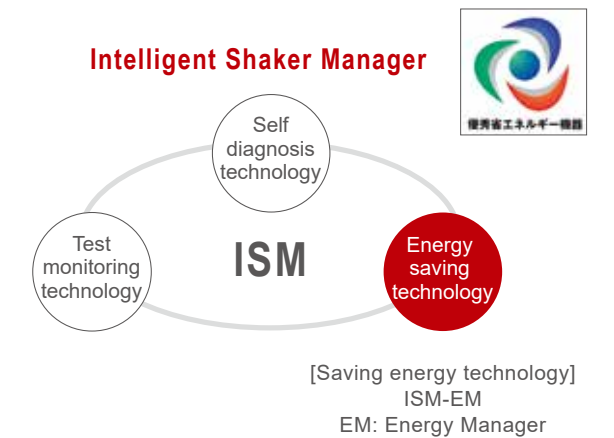 Intelligent Shaker Manager
優秀省エネルギー機器
Self
diagnosis
technology
Test
monitoring
technology
ISM
Energy
saving
technology
[Saving energy technology]
ISM-EM
EM: Energy Manager